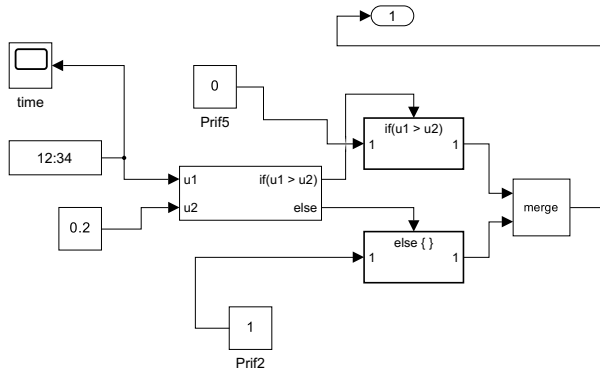 1
time
0
Prif5
if(u1 > u2)
1 1
12:34
u1 if(u1 > u2)
u2 else
merge
0.2
else { }
1 1
1
Prif2